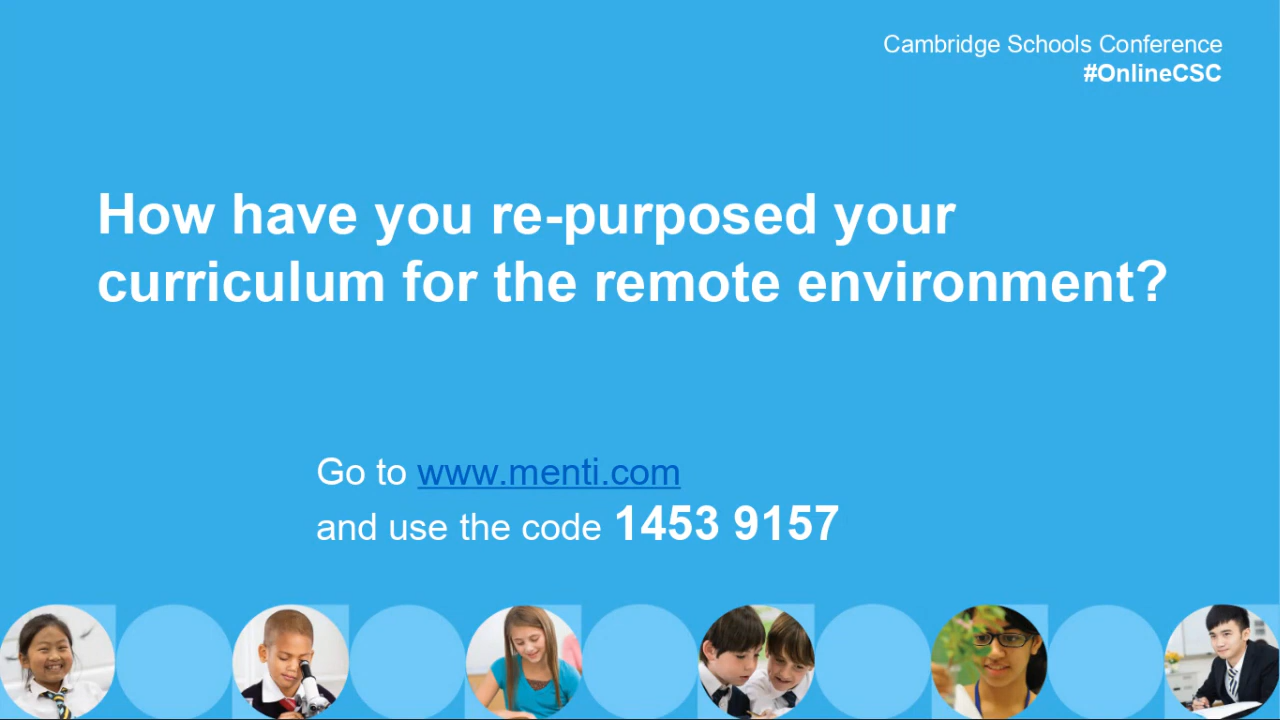 Cambridge Schools Conference
#OnlineCSC
How have you re-purposed your
curriculum for the remote environment?
Go to www.menti.com
and use the code 1453 9157